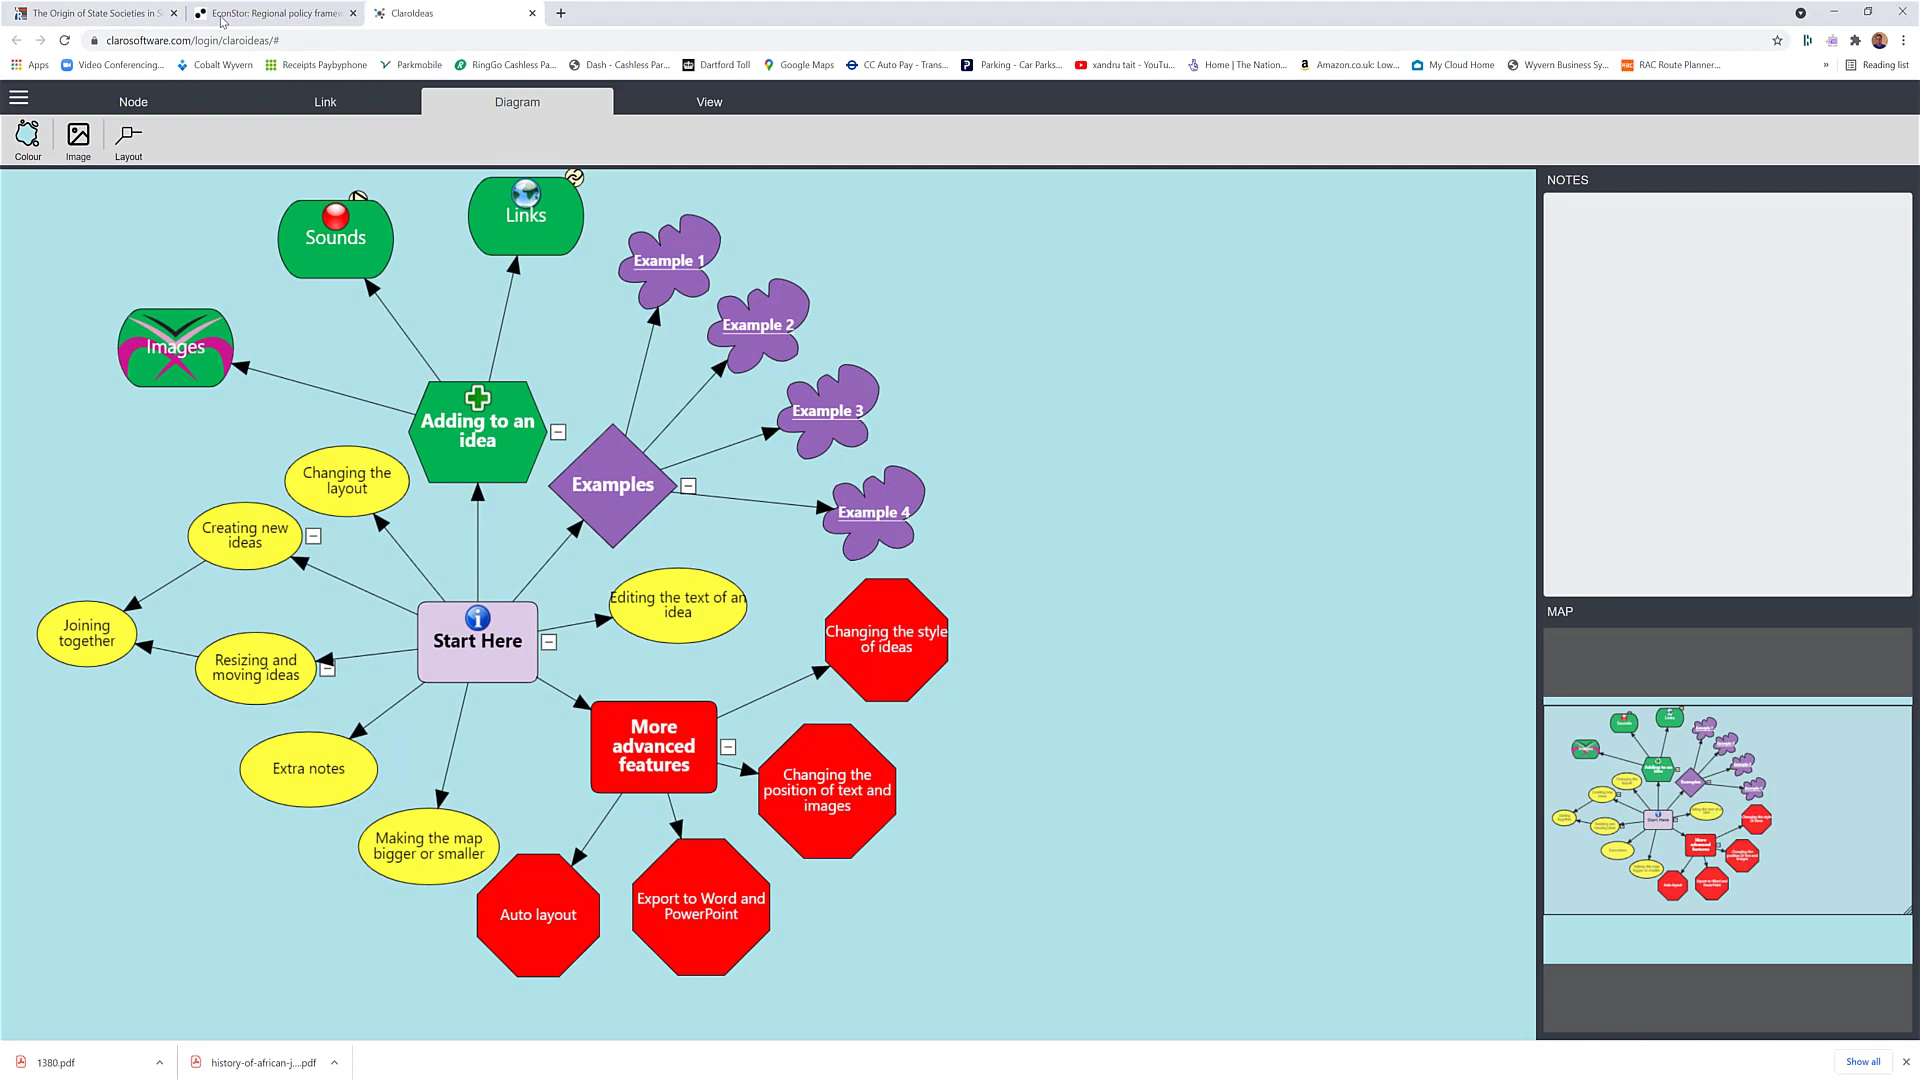 The Origin of State Societies in S
EconStor: Regional policy framew
ClaroIdeas
clarosoftware.com/login/claroideas/#
Apps
Video Conferencing...
Cobalt Wyvern
Receipts Paybyphone
Parkmobile
RingGo Cashless Pa...
Dash - Cashless Par...
Dartford Toll
Google Maps
CC Auto Pay - Trans...
Parking - Car Parks...
xandru tait - YouTu...
Home | The Nation...
Amazon.co.uk: Low...
My Cloud Home
Wyvern Business Sy...
RAC Route Planner...
»
Reading list
Node
Link
Diagram
View
Colour
Image
Layout
NOTES
Links
Sounds
Example 1
Example 2
Images
Example 3
Adding to an
idea
Changing the
layout
Examples
Example 4
Creating new
ideas
Editing the text of an
idea
MAP
Joining
together
Start Here
Changing the style
of ideas
Resizing and
moving ideas
More
advanced
features
Extra notes
Changing the
position of text and
images
Making the map
bigger or smaller
Auto layout
Export to Word and
PowerPoint
1380.pdf
history-of-african-j....pdf
Show all